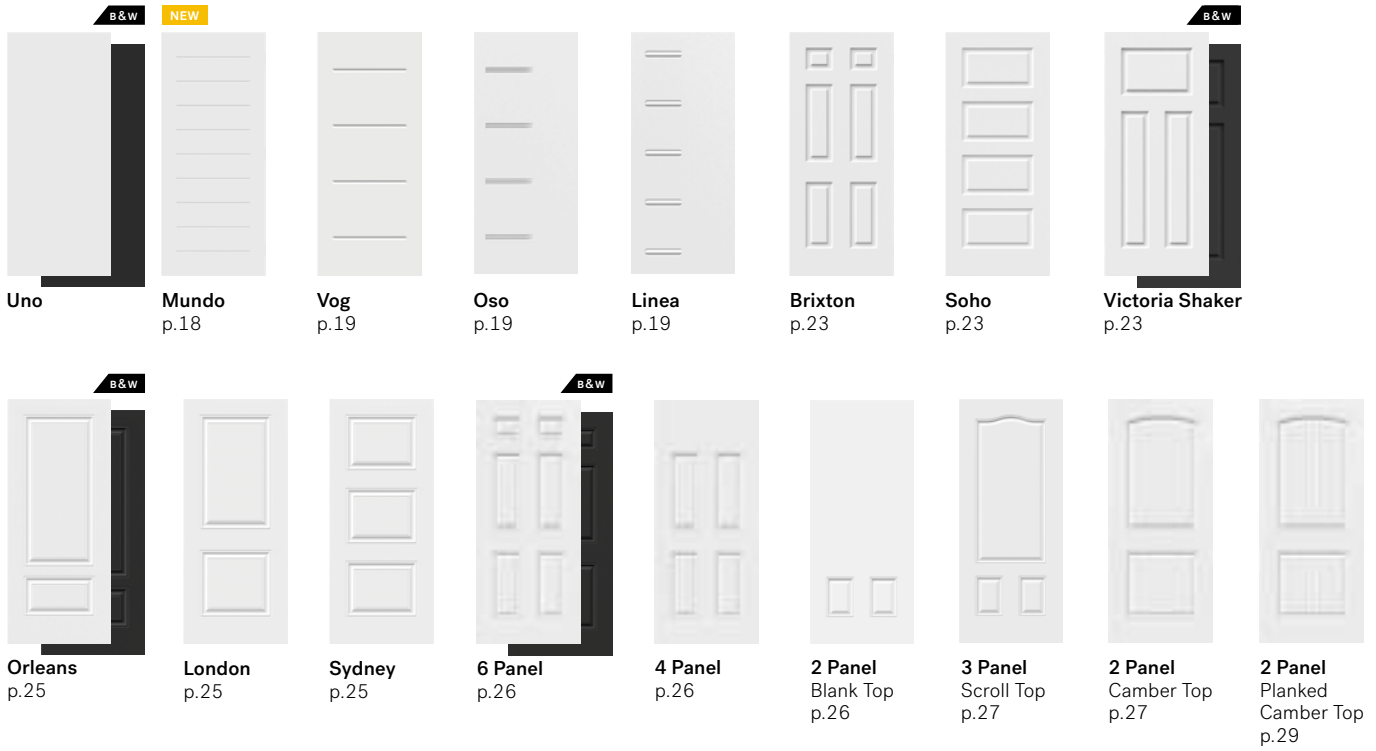 B&W
NEW
B&W
Uno
Mundo
p.18
Vog
p.19
Oso
p.19
Linea
p.19
Brixton
p.23
Soho
p.23
Victoria Shaker
p.23
B&W
B&W
Orleans
p.25
London
p.25
Sydney
p.25
6 Panel
p.26
4 Panel
p.26
2 Panel
Blank Top
p.26
3 Panel
Scroll Top
p.27
2 Panel
Camber Top
p.27
2 Panel
Planked
Camber Top
p.29